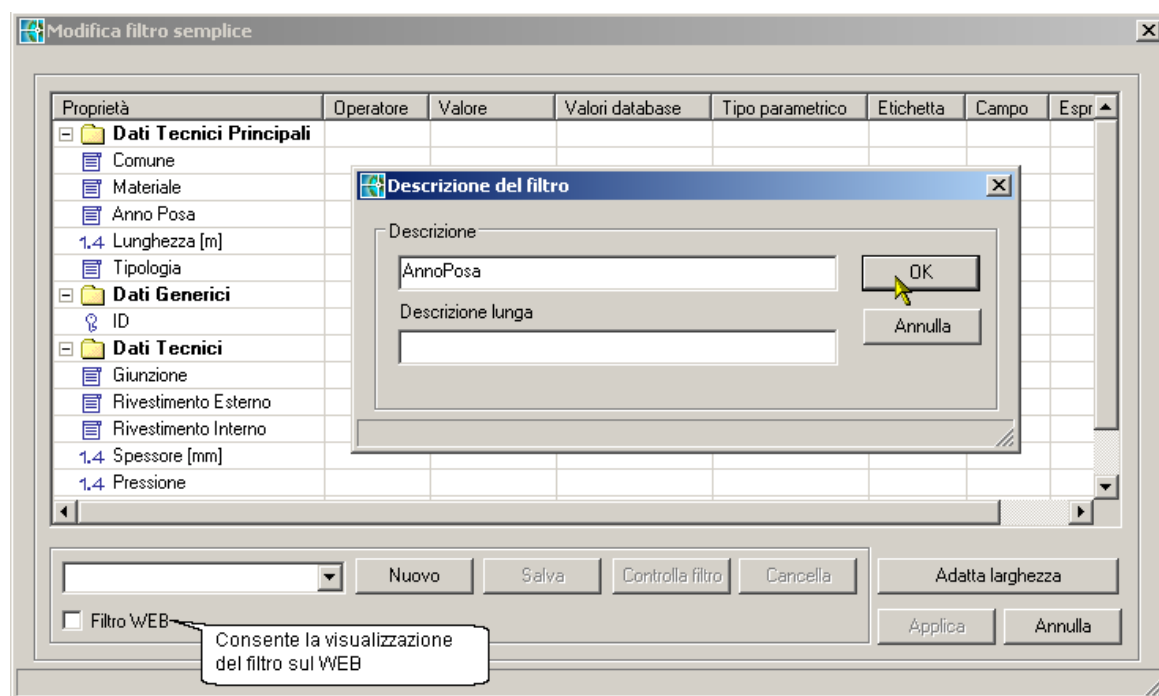 Modifica filtro semplice
Proprietà Operatore Valore Valori database Tipo parametrico Etichetta Campo Espr
Dati Tecnici Principali
Comune
Materiale
Anno Posa
1.4 Lunghezza [m]
Tipologia
Dati Generici
ID
Dati Tecnici
Giunzione
Rivestimento Esterno
Rivestimento Interno
1.4 Spessore [mm]
1.4 Pressione
Descrizione del filtro
Descrizione
AnnoPosa
OK
Descrizione lunga
Annulla
Nuovo Salva Controlla filtro Cancella Adatta larghezza
Filtro WEB
Applica Annulla
Consente la visualizzazione
del filtro sul WEB